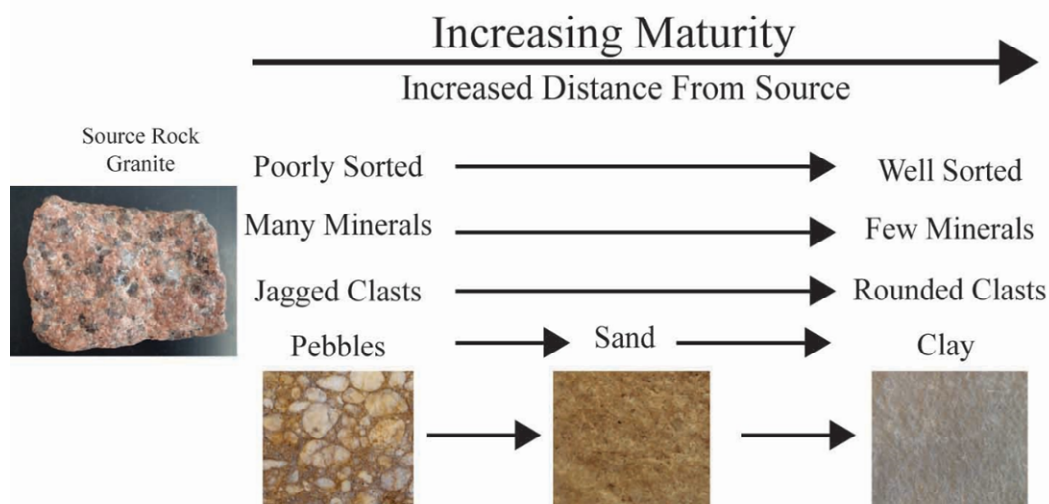 Increasing Maturity
Increased Distance From Source
Source Rock
Granite
Poorly Sorted
Well Sorted
Many Minerals
Few Minerals
Jagged Clasts
Rounded Clasts
Pebbles
Sand
Clay